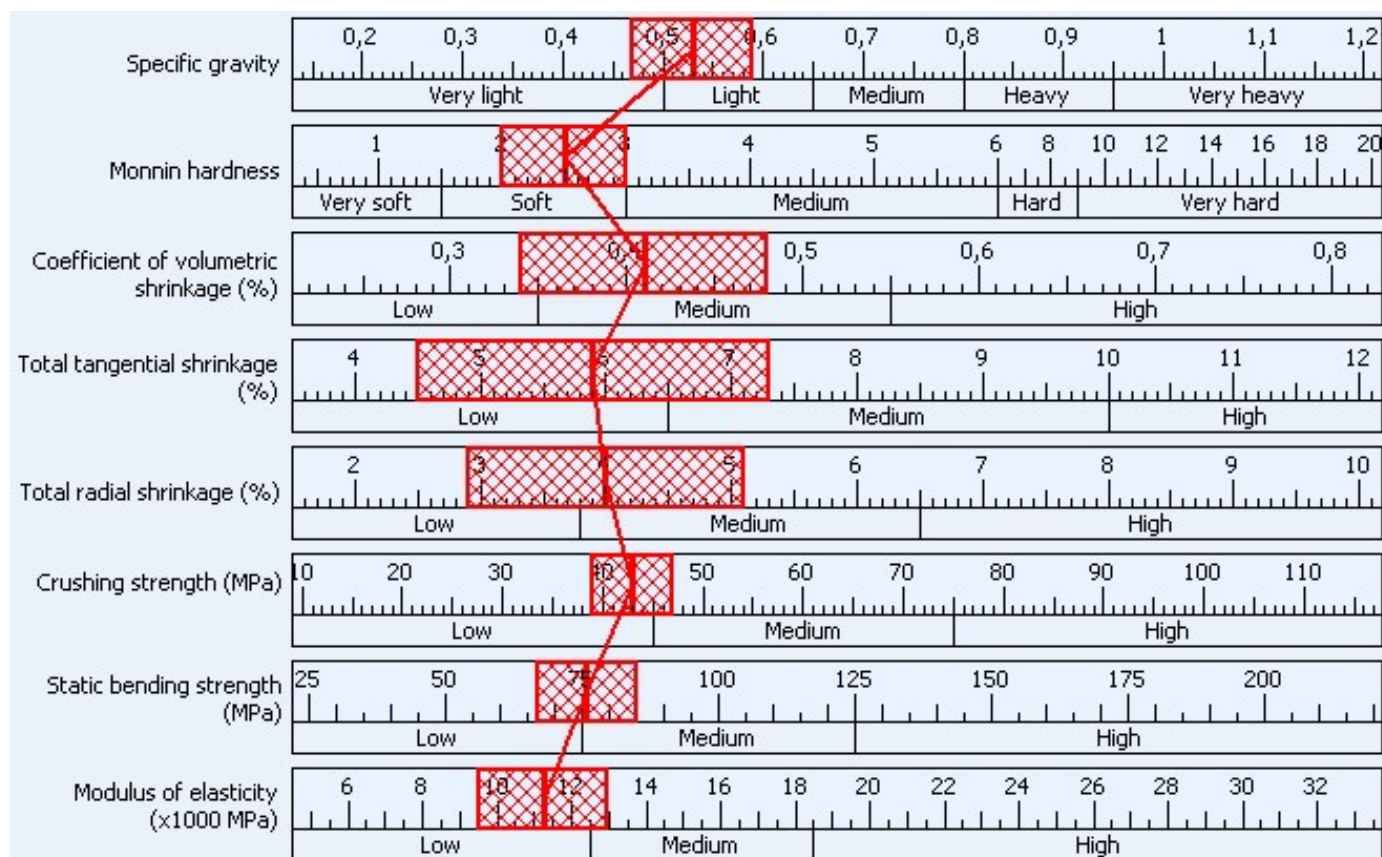 0,2 0,3 0,4 0,5 0,6 0,7 0,8 0,9 1 1,1 1,2
Specific gravity
Very light Light Medium Heavy Very heavy
1 2 3 4 5 6 8 10 12 14 16 18 20
Monnin hardness
Very soft Soft Medium Hard Very hard
0,3 0,4 0,5 0,6 0,7 0,8
Coefficient of volumetric
shrinkage (%)
Low Medium High
4 5 6 7 8 9 10 11 12
Total tangential shrinkage
(%)
Low Medium High
2 3 4 5 6 7 8 9 10
Total radial shrinkage (%)
Low Medium High
10 20 30 40 50 60 70 80 90 100 110
Crushing strength (MPa)
Low Medium High
25 50 75 100 125 150 175 200
Static bending strength
(MPa)
Low Medium High
6 8 10 12 14 16 18 20 22 24 26 28 30 32
Modulus of elasticity
(x1000 MPa)
Low Medium High